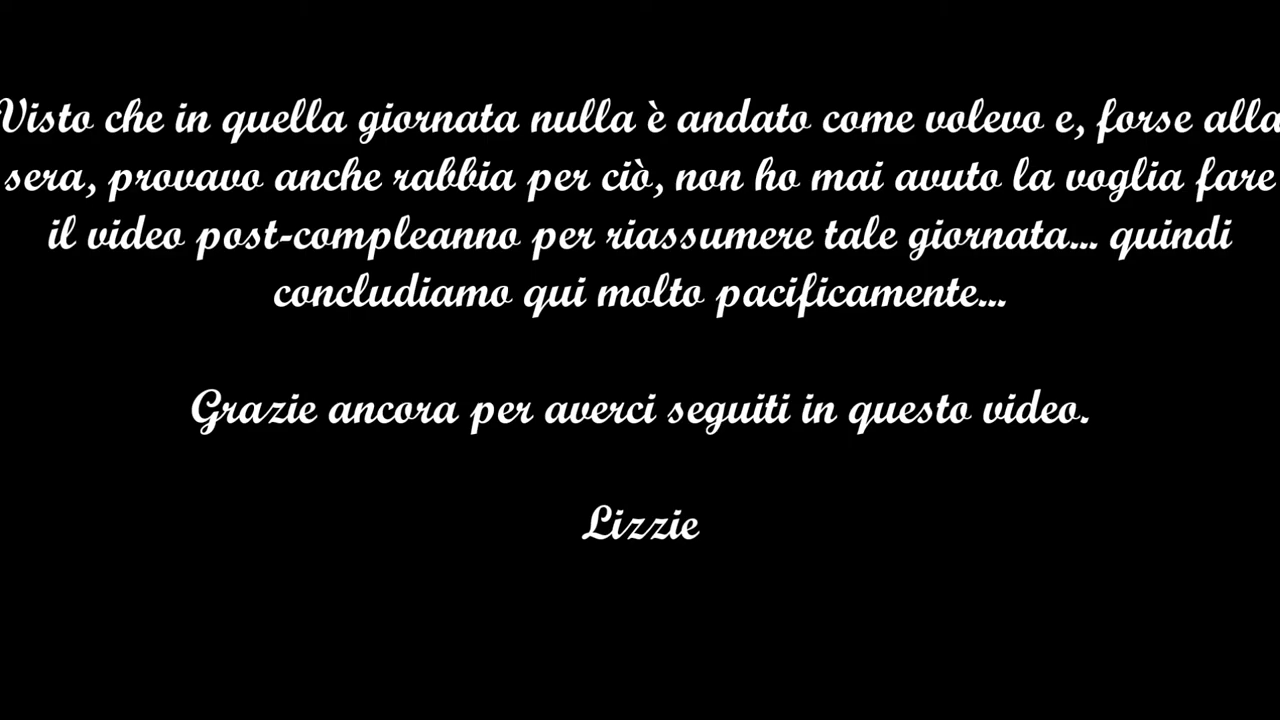 Visto che in quella giornata nulla è andato come volevo e, forse alla
sera, provavo anche rabbia per ciò, non ho mai avuto la voglia fare
il video post-compleanno per riassumere tale giornata... quindi
concludiamo qui molto pacificamente...
Grazie ancora per averci seguiti in questo video.
Lizzie